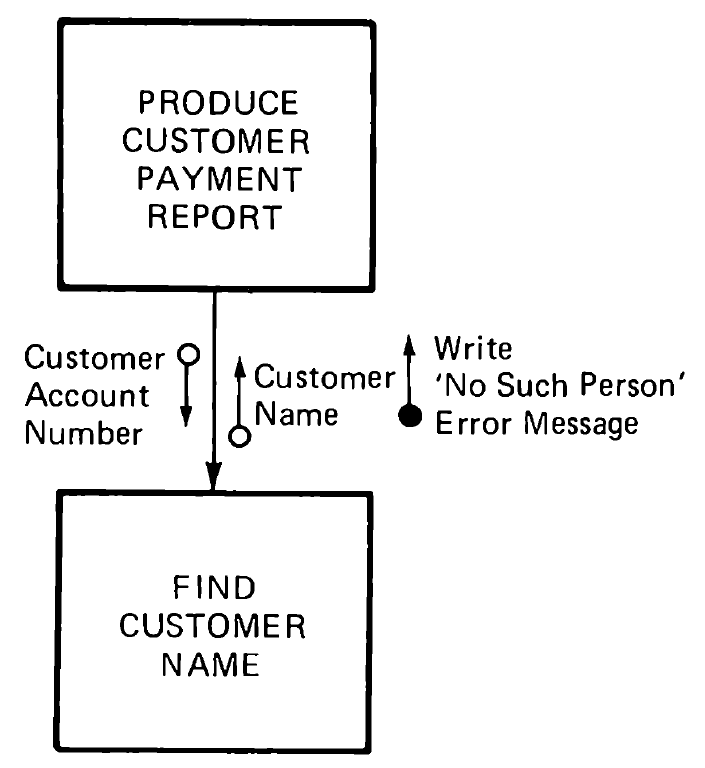 PRODUCE
CUSTOMER
PAYMENT
REPORT
Customer
Account
Number
Customer
Name
Write
'No Such Person'
Error Message
FIND
CUSTOMER
NAME